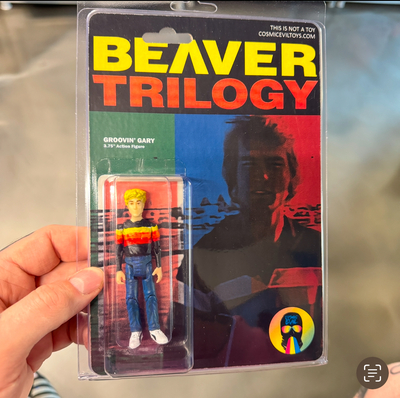 THIS IS NOT A TOY
COSMICEVILTOYS.COM
BEAVER
TRILOGY
GROOVIN' GARY
3.75" Action Figure